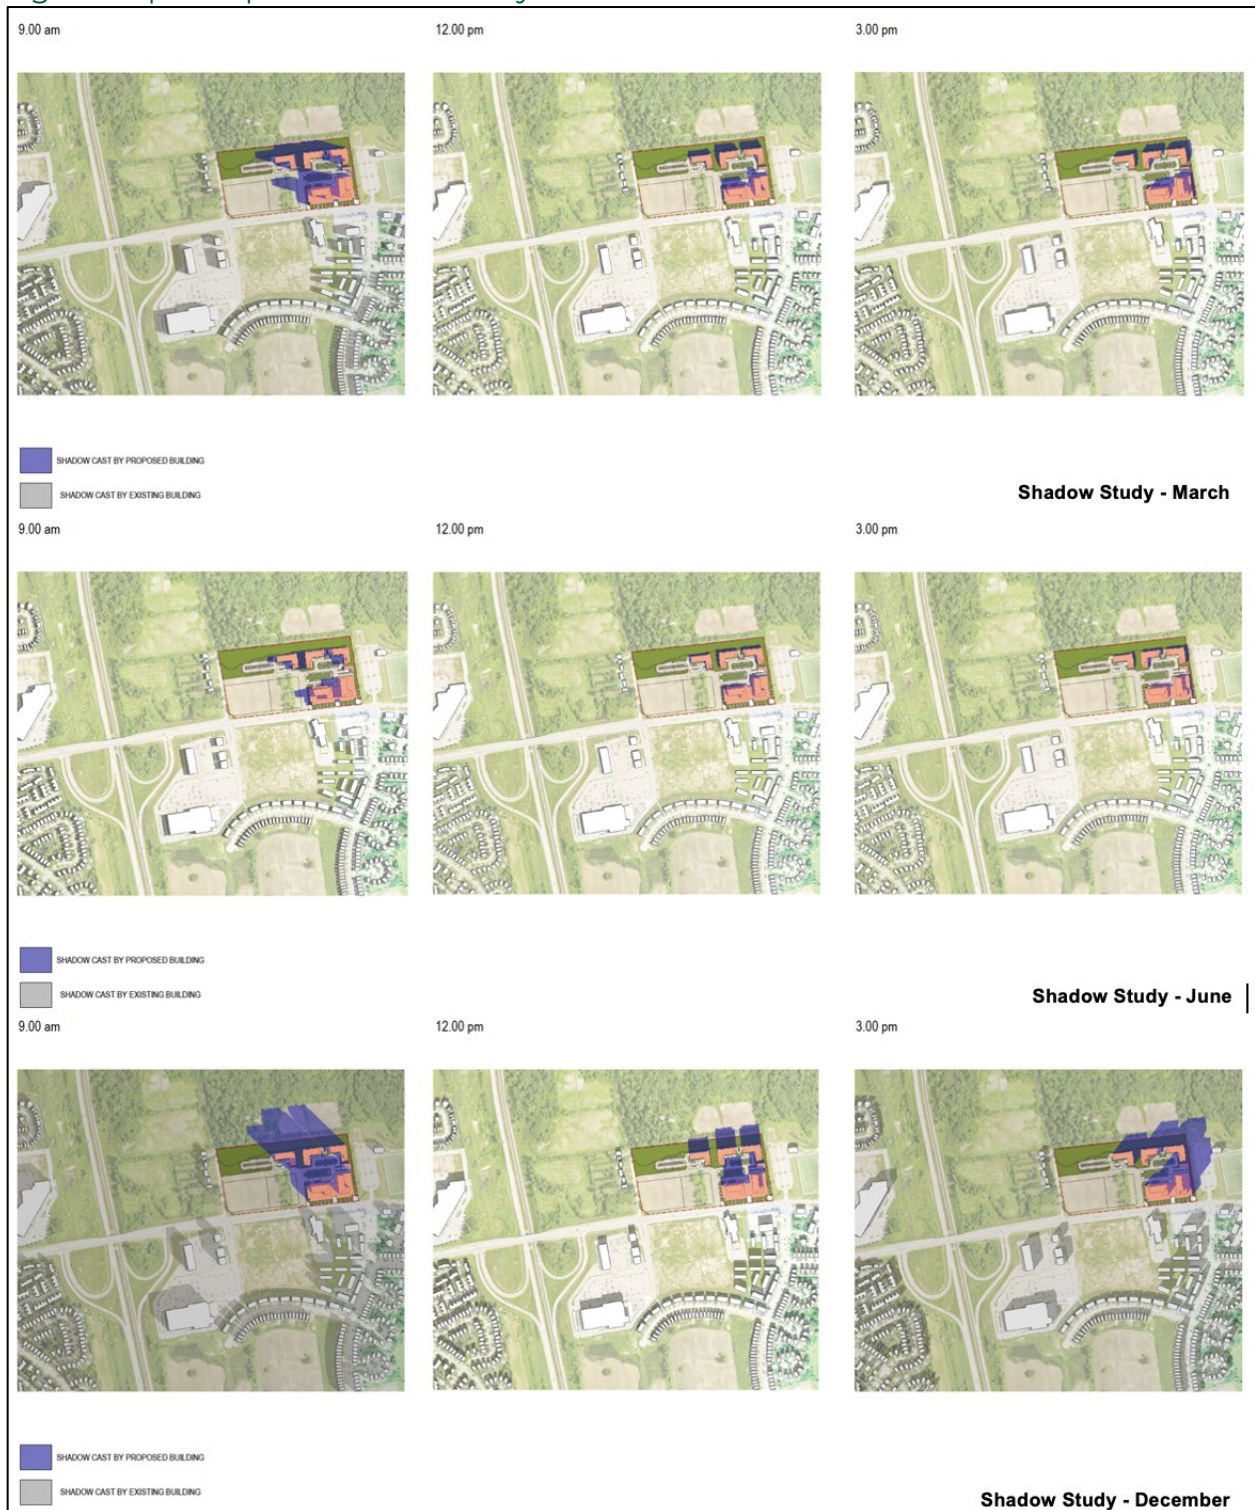 9.00 am
12.00 pm
3.00 pm
SHADOW CAST BY PROPOSED BUILDING
SHADOW CAST BY EXISTING BUILDING
Shadow Study - March
9.00 am
12.00 pm
3.00 pm
SHADOW CAST BY PROPOSED BUILDING
SHADOW CAST BY EXISTING BUILDING
Shadow Study - June
9.00 am
12.00 pm
3.00 pm
SHADOW CAST BY PROPOSED BUILDING
SHADOW CAST BY EXISTING BUILDING
Shadow Study - December